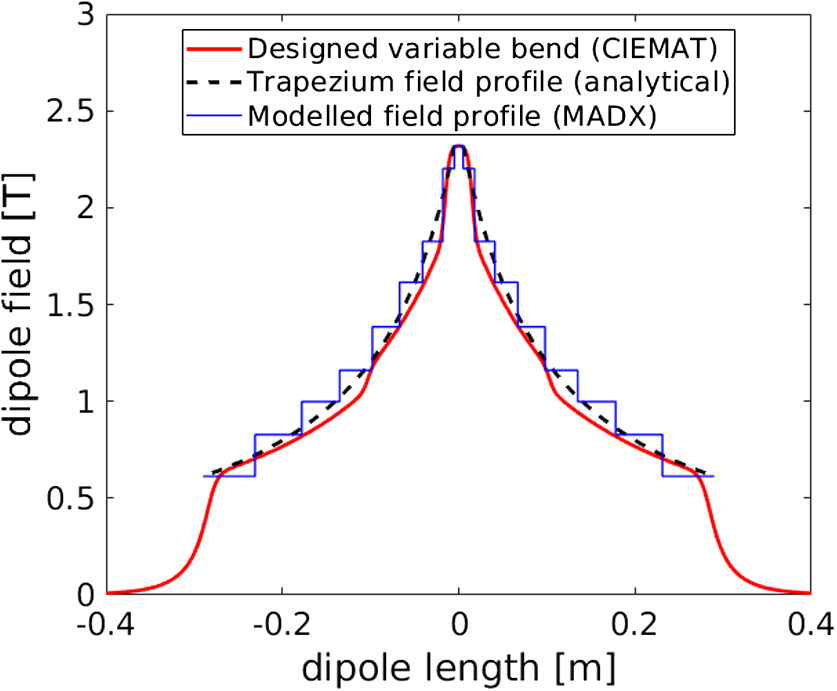 3
Designed variable bend (CIEMAT)
Trapezium field profile (analytical)
Modelled field profile (MADX)
2.5
2
1.5
1
0.5
0
dipole field [T]
-0.4 -0.2 0 0.2 0.4
dipole length [m]